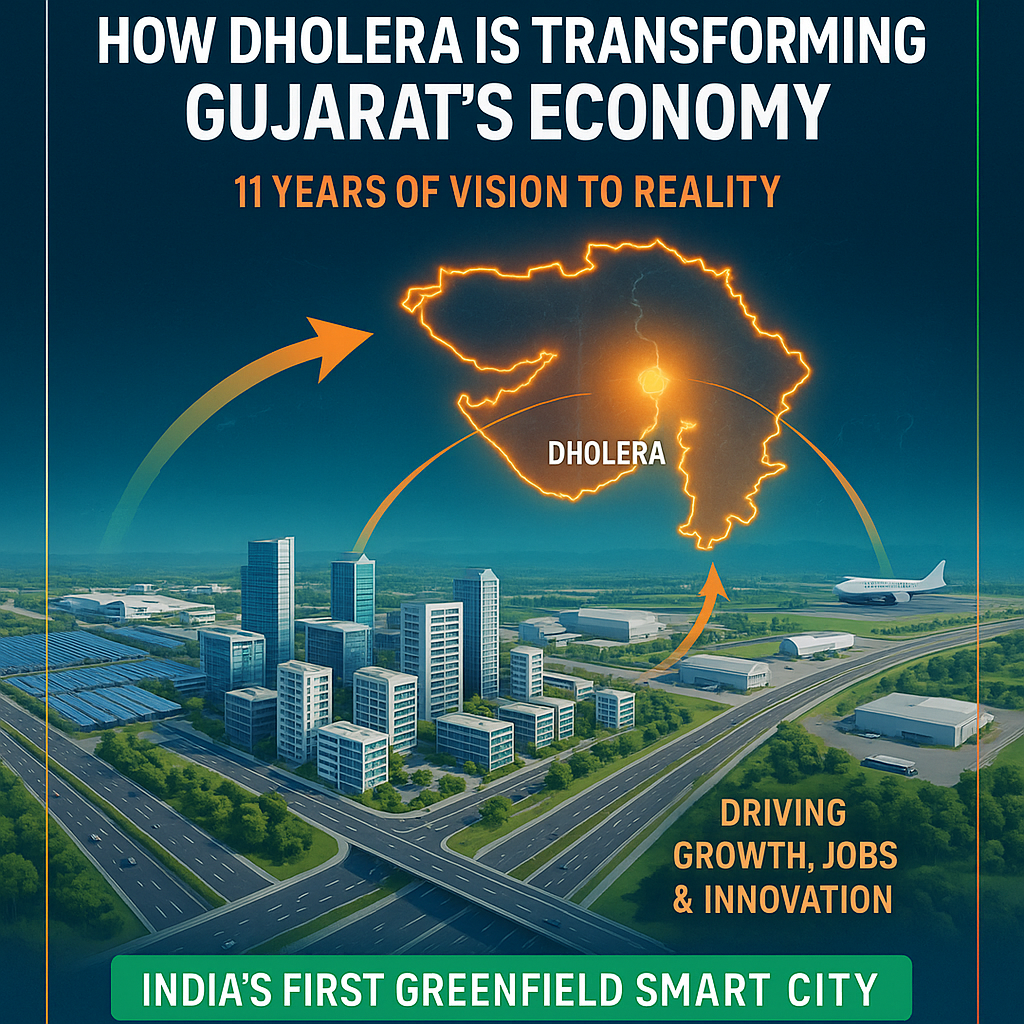 HOW DHOLERA IS TRANSFORMING
GUJARAT'S ECONOMY
11 YEARS OF VISION TO REALITY
DHOLERA
DRIVING
GROWTH, JOBS
& INNOVATION
INDIA'S FIRST GREENFIELD SMART CITY